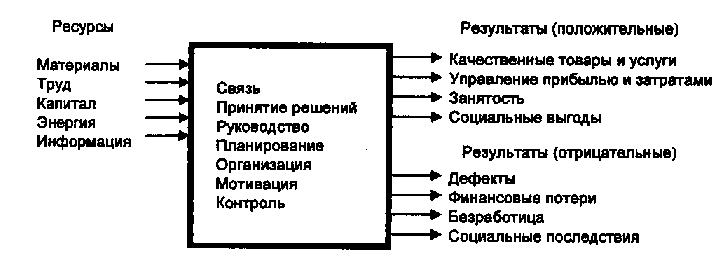 Ресурсы
Материалы
Труд
Капитал
Энергия
Информация
Связь
Принятие решений
Руководство
Планирование
Организация
Мотивация
Контроль
Результаты (положительные)
Качественные товары и услуги
Управление прибылью и затратами
Занятость
Социальные выгоды
Результаты (отрицательные)
Дефекты
Финансовые потери
Безработица
Социальные последствия